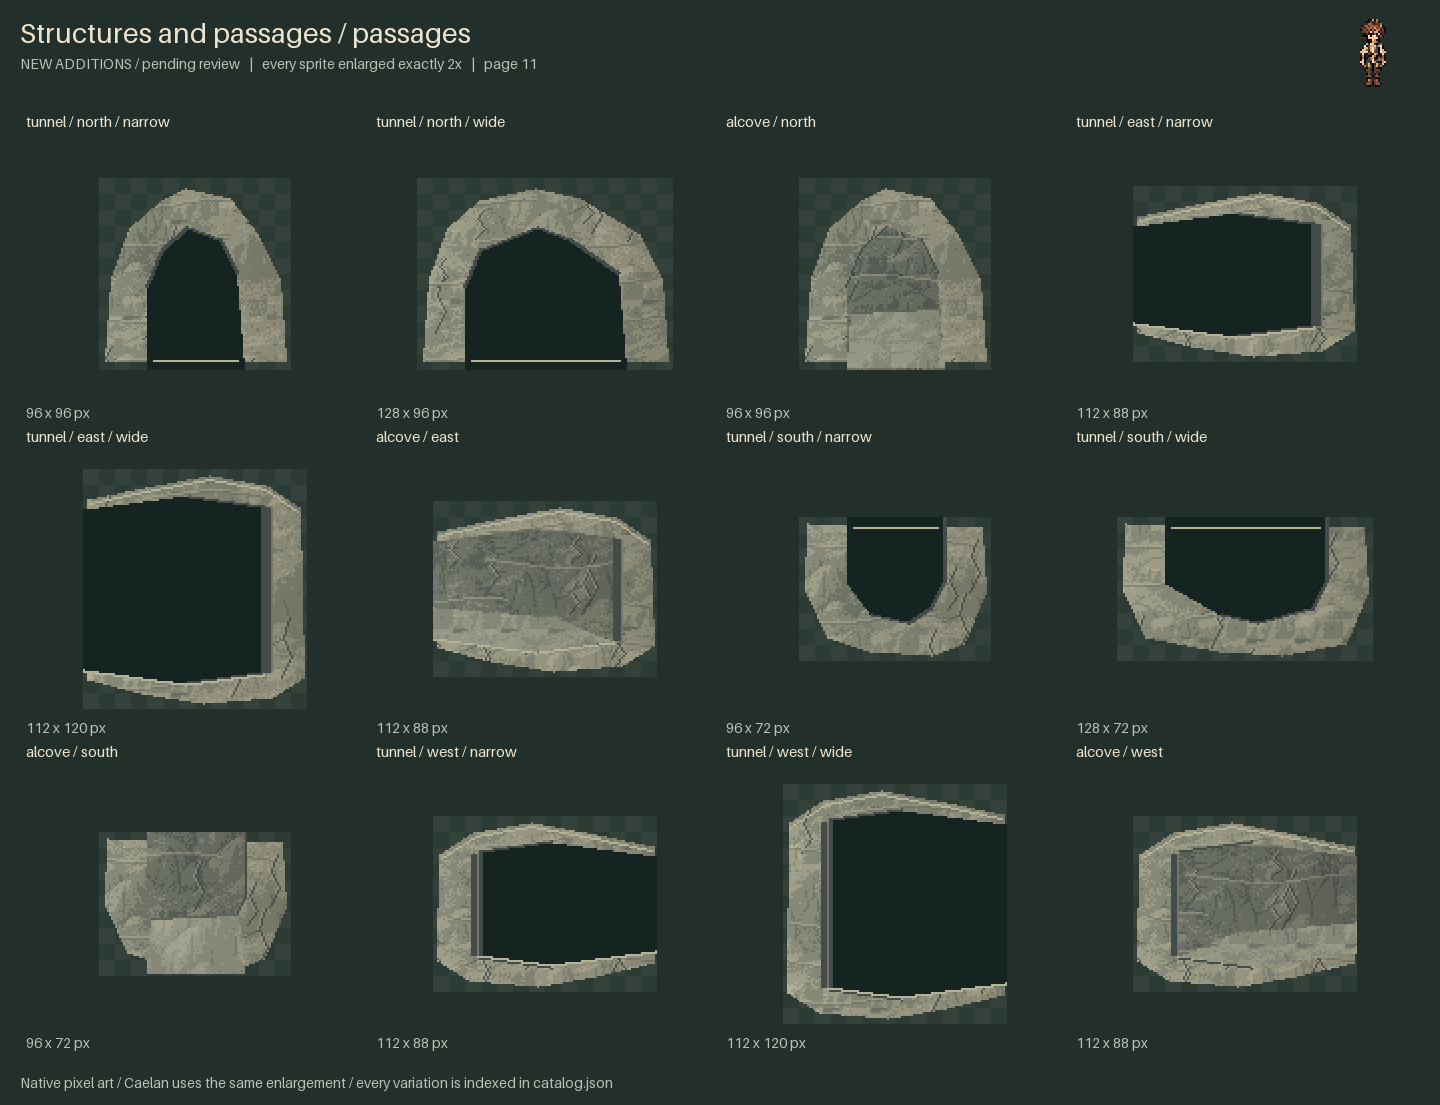 Structures and passages / passages
NEW ADDITIONS / pending review | every sprite enlarged exactly 2x | page 11
tunnel / north / narrow
tunnel / north / wide
alcove / north
tunnel / east / narrow
96 x 96 px
128 x 96 px
96 x 96 px
112 x 88 px
tunnel / east / wide
alcove / east
tunnel / south / narrow
tunnel / south / wide
112 x 120 px
112 x 88 px
96 x 72 px
128 x 72 px
alcove / south
tunnel / west / narrow
tunnel / west / wide
alcove / west
96 x 72 px
112 x 88 px
112 x 120 px
112 x 88 px
Native pixel art / Caelan uses the same enlargement / every variation is indexed in catalog.json